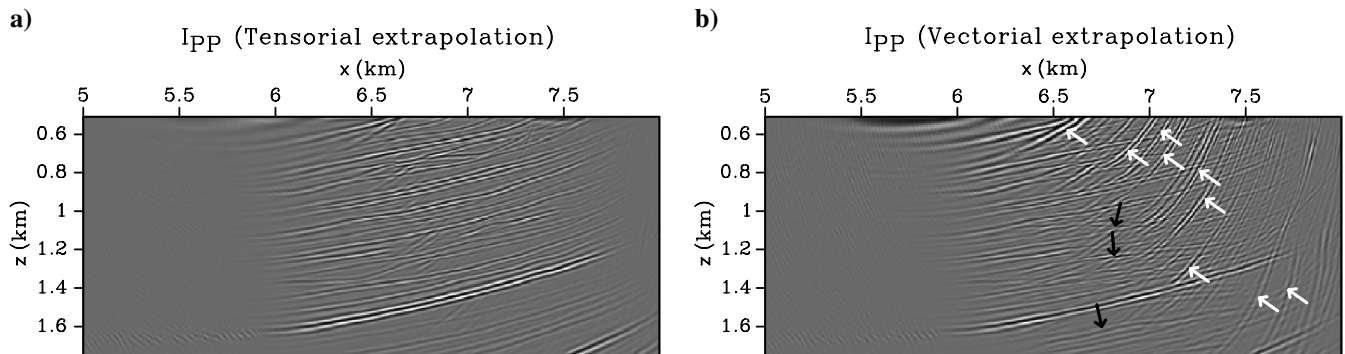 a)
I_PP (Tensorial extrapolation)
x (km)
5 5.5 6 6.5 7 7.5
0.6
0.8
1
1.2
1.4
1.6
z (km)
b)
I_PP (Vectorial extrapolation)
x (km)
5 5.5 6 6.5 7 7.5
0.6
0.8
1
1.2
1.4
1.6
z (km)